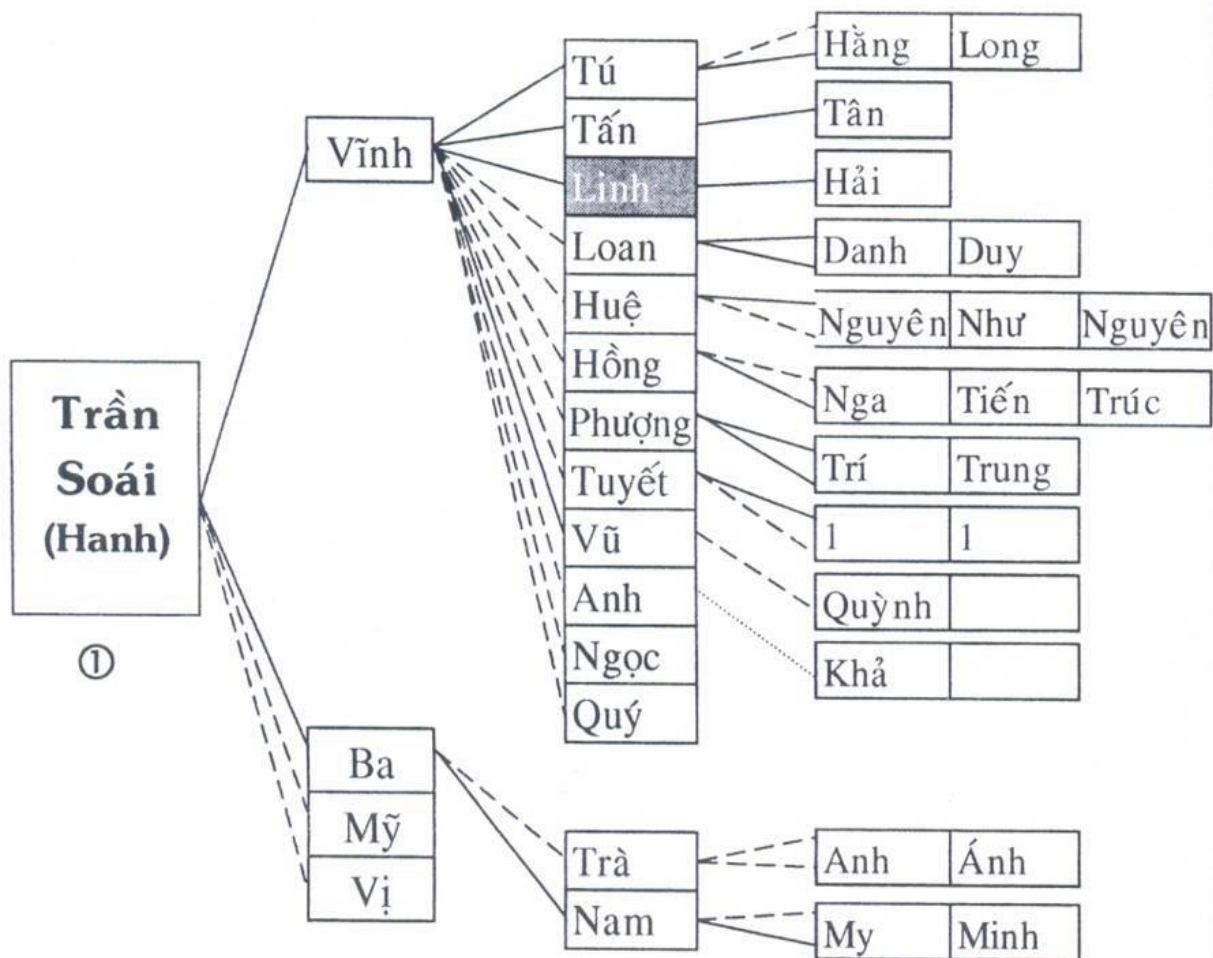 Trần
Soái
(Hanh)
①
Vĩnh
Ba
Mỹ
Vị
Tú
Tấn
Linh
Loan
Huệ
Hồng
Phượng
Tuyết
Vũ
Anh
Ngọc
Quý
Trà
Nam
Hằng Long
Tân
Hải
Danh Duy
Nguyên Như Nguyên
Nga Tiến Trúc
Trí Trung
1 1
Quỳnh
Khả
Anh Ánh
My Minh